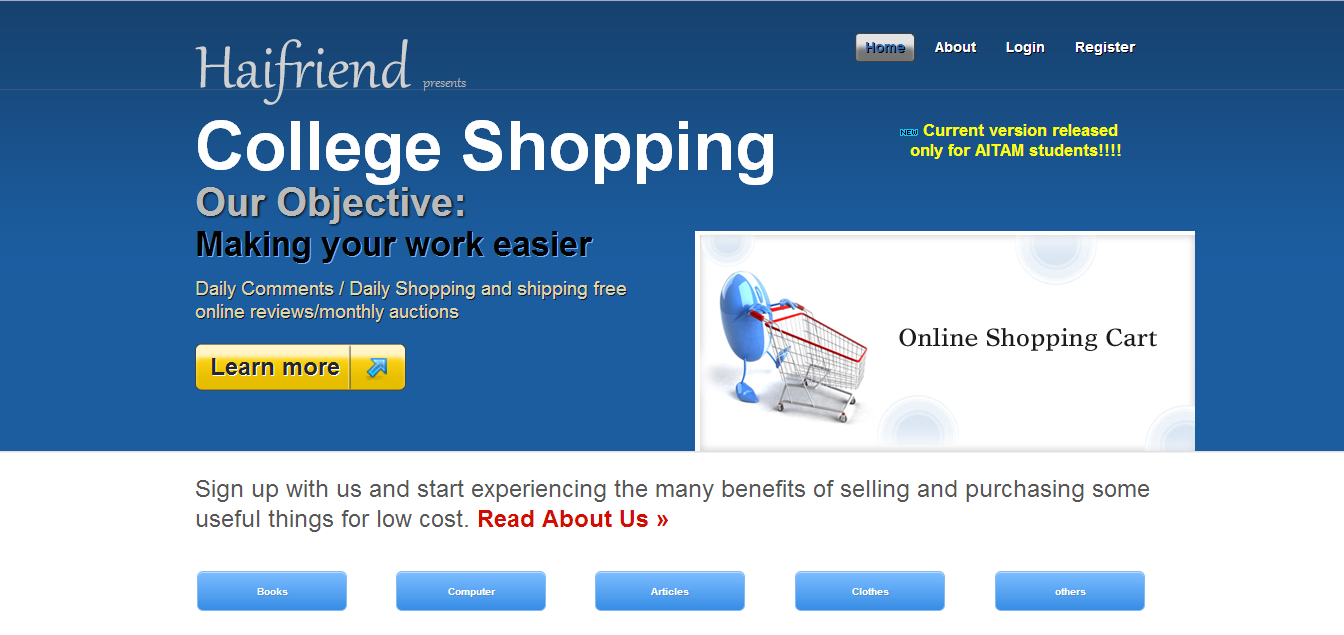 Haifriend presents
Home About Login Register
College Shopping
NEW Current version released
only for AITAM students!!!!
Our Objective:
Making your work easier
Daily Comments / Daily Shopping and shipping free
online reviews/monthly auctions
Learn more
Online Shopping Cart
Sign up with us and start experiencing the many benefits of selling and purchasing some
useful things for low cost. Read About Us »
Books Computer Articles Clothes others